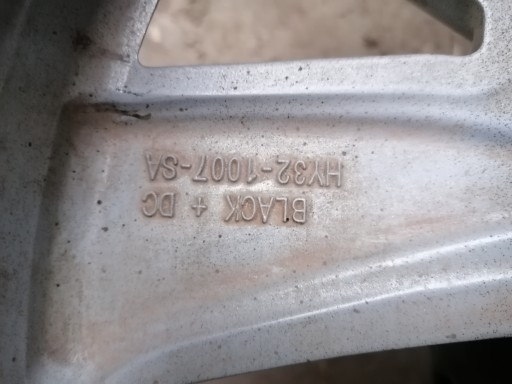 BLACK + DC
HY32-1007-SA